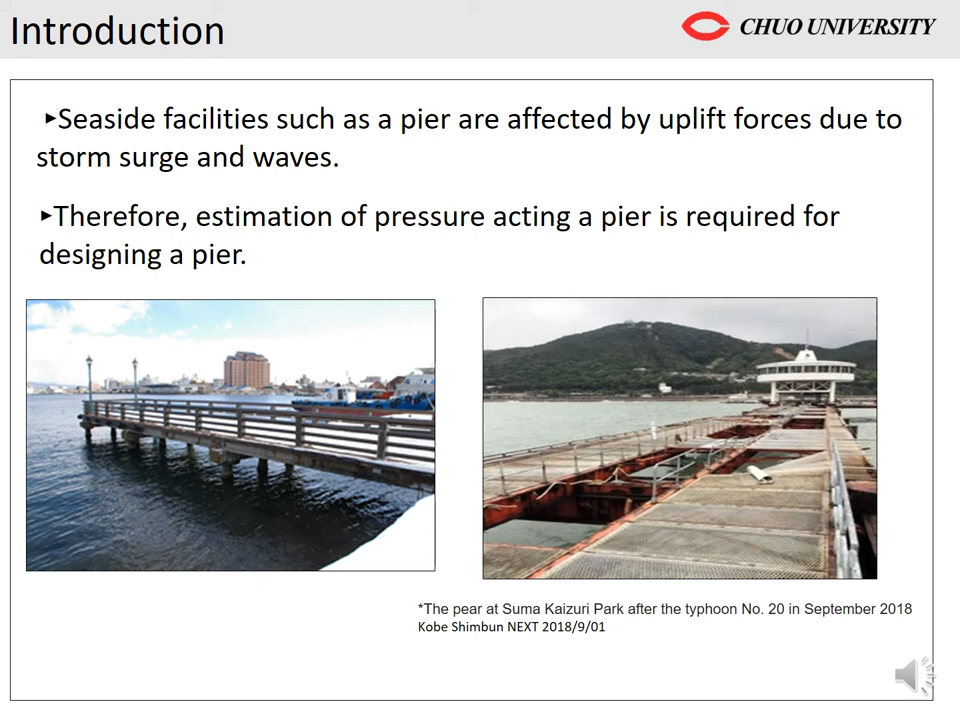 Introduction
CHUO UNIVERSITY
▸Seaside facilities such as a pier are affected by uplift forces due to
storm surge and waves.
▸Therefore, estimation of pressure acting a pier is required for
designing a pier.
*The pear at Suma Kaizuri Park after the typhoon No. 20 in September 2018
Kobe Shimbun NEXT 2018/9/01